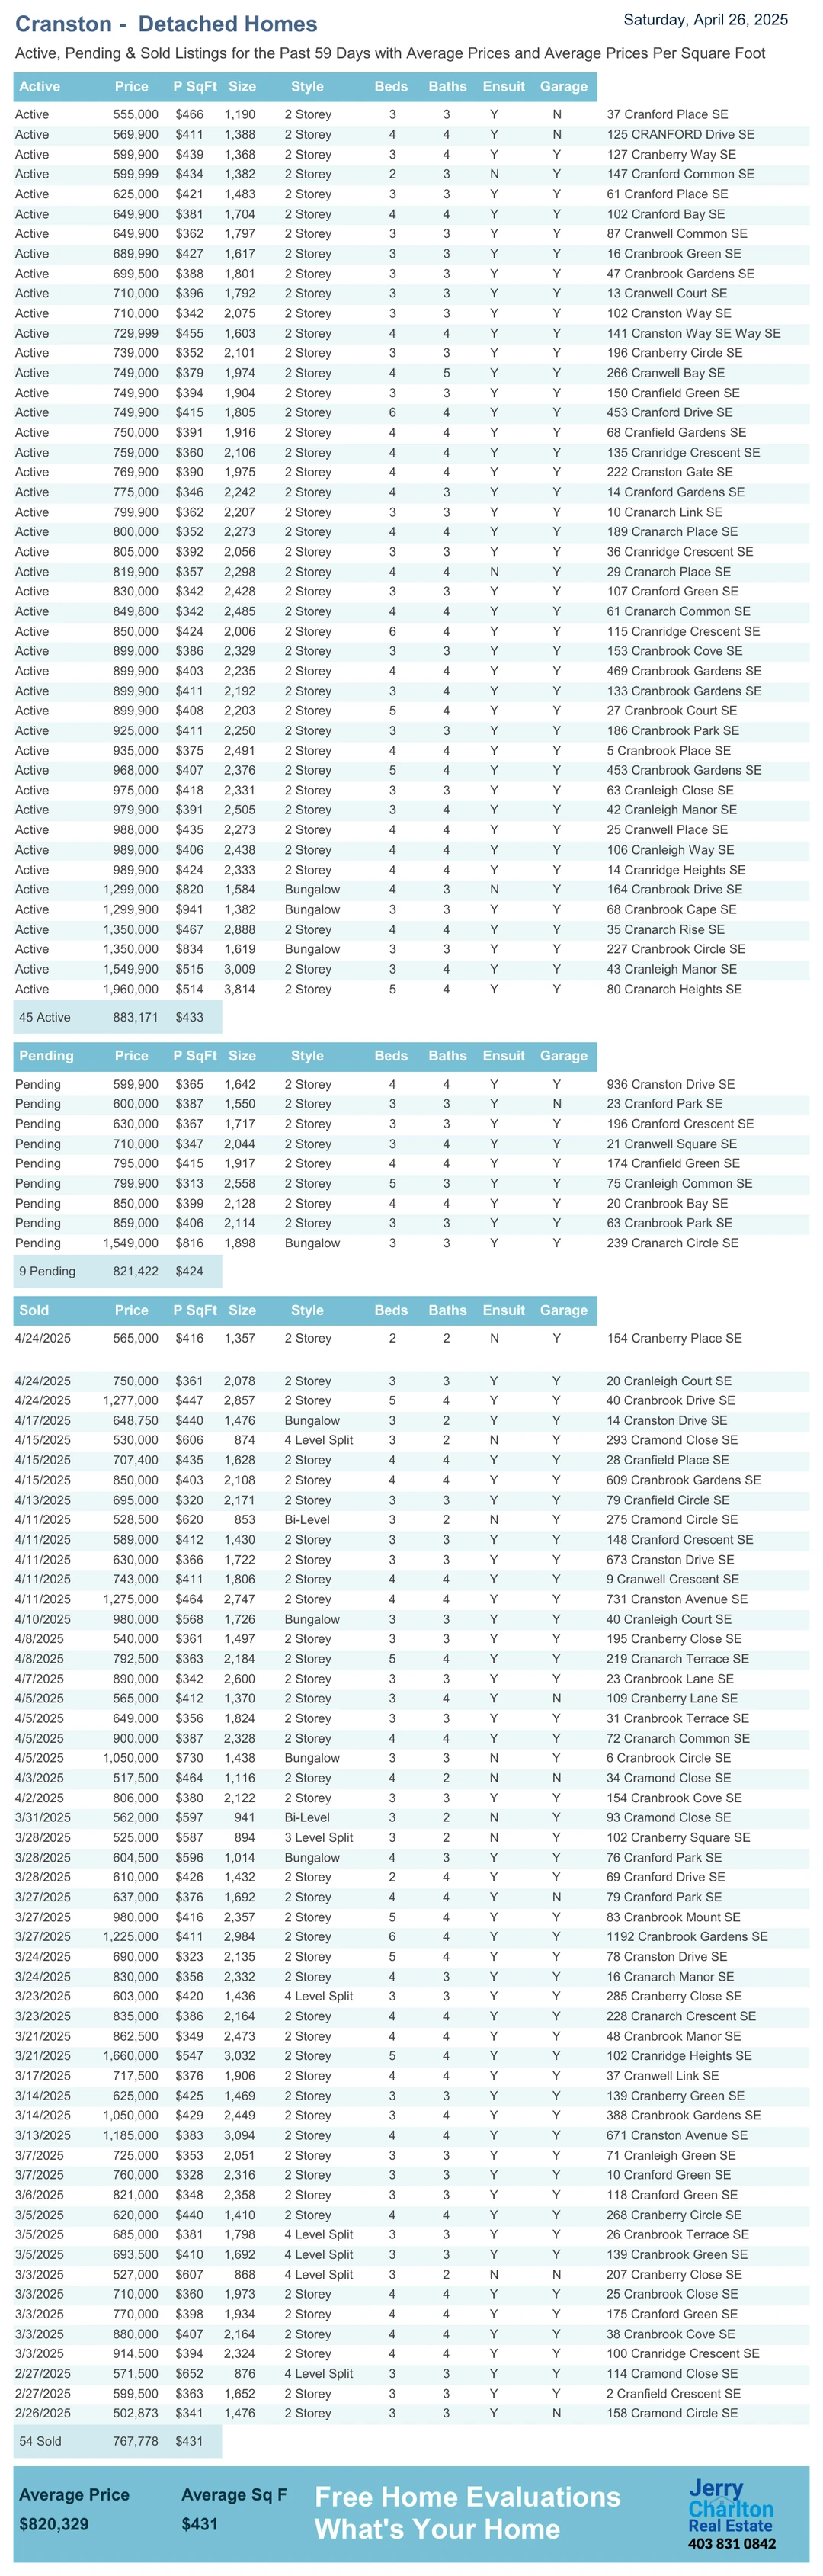 Cranston - Detached Homes
Saturday, April 26, 2025
Active, Pending & Sold Listings for the Past 59 Days with Average Prices and Average Prices Per Square Foot
Active Price P SqFt Size Style Beds Baths Ensuit Garage
Active 555,000 $466 1,190 2 Storey 3 3 Y N 37 Cranford Place SE
Active 569,900 $411 1,388 2 Storey 4 4 Y N 125 CRANFORD Drive SE
Active 599,900 $439 1,368 2 Storey 3 4 Y Y 127 Cranberry Way SE
Active 599,999 $434 1,382 2 Storey 2 3 N Y 147 Cranford Common SE
Active 625,000 $421 1,483 2 Storey 3 3 Y Y 61 Cranford Place SE
Active 649,900 $381 1,704 2 Storey 4 4 Y Y 102 Cranford Bay SE
Active 649,900 $362 1,797 2 Storey 3 3 Y Y 87 Cranwell Common SE
Active 689,990 $427 1,617 2 Storey 3 3 Y Y 16 Cranbrook Green SE
Active 699,500 $388 1,801 2 Storey 3 3 Y Y 47 Cranbrook Gardens SE
Active 710,000 $396 1,792 2 Storey 3 3 Y Y 13 Cranwell Court SE
Active 710,000 $342 2,075 2 Storey 3 3 Y Y 102 Cranston Way SE
Active 729,999 $455 1,603 2 Storey 4 4 Y Y 141 Cranston Way SE Way SE
Active 739,000 $352 2,101 2 Storey 3 3 Y Y 196 Cranberry Circle SE
Active 749,000 $379 1,974 2 Storey 4 5 Y Y 266 Cranwell Bay SE
Active 749,900 $394 1,904 2 Storey 3 3 Y Y 150 Cranfield Green SE
Active 749,900 $415 1,805 2 Storey 6 4 Y Y 453 Cranford Drive SE
Active 750,000 $391 1,916 2 Storey 4 4 Y Y 68 Cranfield Gardens SE
Active 759,000 $360 2,106 2 Storey 4 4 Y Y 135 Cranridge Crescent SE
Active 769,900 $390 1,975 2 Storey 4 4 Y Y 222 Cranston Gate SE
Active 775,000 $346 2,242 2 Storey 4 3 Y Y 14 Cranford Gardens SE
Active 799,900 $362 2,207 2 Storey 3 3 Y Y 10 Cranarch Link SE
Active 800,000 $352 2,273 2 Storey 4 4 Y Y 189 Cranarch Place SE
Active 805,000 $392 2,056 2 Storey 3 3 Y Y 36 Cranridge Crescent SE
Active 819,900 $357 2,298 2 Storey 4 4 N Y 29 Cranarch Place SE
Active 830,000 $342 2,428 2 Storey 3 3 Y Y 107 Cranford Green SE
Active 849,800 $342 2,485 2 Storey 4 4 Y Y 61 Cranarch Common SE
Active 850,000 $424 2,006 2 Storey 6 4 Y Y 115 Cranridge Crescent SE
Active 899,000 $386 2,329 2 Storey 3 3 Y Y 153 Cranbrook Cove SE
Active 899,900 $403 2,235 2 Storey 4 4 Y Y 469 Cranbrook Gardens SE
Active 899,900 $411 2,192 2 Storey 3 4 Y Y 133 Cranbrook Gardens SE
Active 899,900 $408 2,203 2 Storey 5 4 Y Y 27 Cranbrook Court SE
Active 925,000 $411 2,250 2 Storey 3 3 Y Y 186 Cranbrook Park SE
Active 935,000 $375 2,491 2 Storey 4 4 Y Y 5 Cranbrook Place SE
Active 968,000 $407 2,376 2 Storey 5 4 Y Y 453 Cranbrook Gardens SE
Active 975,000 $418 2,331 2 Storey 3 3 Y Y 63 Cranleigh Close SE
Active 979,900 $391 2,505 2 Storey 3 4 Y Y 42 Cranleigh Manor SE
Active 988,000 $435 2,273 2 Storey 4 4 Y Y 25 Cranwell Place SE
Active 989,000 $406 2,438 2 Storey 4 4 Y Y 106 Cranleigh Way SE
Active 989,900 $424 2,333 2 Storey 4 4 Y Y 14 Cranridge Heights SE
Active 1,299,000 $820 1,584 Bungalow 4 3 N Y 164 Cranbrook Drive SE
Active 1,299,900 $941 1,382 Bungalow 3 3 Y Y 68 Cranbrook Cape SE
Active 1,350,000 $467 2,888 2 Storey 4 4 Y Y 35 Cranarch Rise SE
Active 1,350,000 $834 1,619 Bungalow 3 3 Y Y 227 Cranbrook Circle SE
Active 1,549,900 $515 3,009 2 Storey 3 4 Y Y 43 Cranleigh Manor SE
Active 1,960,000 $514 3,814 2 Storey 5 4 Y Y 80 Cranarch Heights SE
45 Active 883,171 $433
Pending Price P SqFt Size Style Beds Baths Ensuit Garage
Pending 599,900 $365 1,642 2 Storey 4 4 Y Y 936 Cranston Drive SE
Pending 600,000 $387 1,550 2 Storey 3 3 Y N 23 Cranford Park SE
Pending 630,000 $367 1,717 2 Storey 3 3 Y Y 196 Cranford Crescent SE
Pending 710,000 $347 2,044 2 Storey 3 4 Y Y 21 Cranwell Square SE
Pending 795,000 $415 1,917 2 Storey 4 4 Y Y 174 Cranfield Green SE
Pending 799,900 $313 2,558 2 Storey 5 3 Y Y 75 Cranleigh Common SE
Pending 850,000 $399 2,128 2 Storey 4 4 Y Y 20 Cranbrook Bay SE
Pending 859,000 $406 2,114 2 Storey 3 3 Y Y 63 Cranbrook Park SE
Pending 1,549,000 $816 1,898 Bungalow 3 3 Y Y 239 Cranarch Circle SE
9 Pending 821,422 $424
Sold Price P SqFt Size Style Beds Baths Ensuit Garage
4/24/2025 565,000 $416 1,357 2 Storey 2 2 N Y 154 Cranberry Place SE
4/24/2025 750,000 $361 2,078 2 Storey 3 3 Y Y 20 Cranleigh Court SE
4/24/2025 1,277,000 $447 2,857 2 Storey 5 4 Y Y 40 Cranbrook Drive SE
4/17/2025 648,750 $440 1,476 Bungalow 3 2 Y Y 14 Cranston Drive SE
4/15/2025 530,000 $606 874 4 Level Split 3 2 N Y 293 Cramond Close SE
4/15/2025 707,400 $435 1,628 2 Storey 4 4 Y Y 28 Cranfield Place SE
4/15/2025 850,000 $403 2,108 2 Storey 4 4 Y Y 609 Cranbrook Gardens SE
4/13/2025 695,000 $320 2,171 2 Storey 3 3 Y Y 79 Cranfield Circle SE
4/11/2025 528,500 $620 853 Bi-Level 3 2 N Y 275 Cramond Circle SE
4/11/2025 589,000 $412 1,430 2 Storey 3 3 Y Y 148 Cranford Crescent SE
4/11/2025 630,000 $366 1,722 2 Storey 3 3 Y Y 673 Cranston Drive SE
4/11/2025 743,000 $411 1,806 2 Storey 4 4 Y Y 9 Cranwell Crescent SE
4/11/2025 1,275,000 $464 2,747 2 Storey 4 4 Y Y 731 Cranston Avenue SE
4/10/2025 980,000 $568 1,726 Bungalow 3 3 Y Y 40 Cranleigh Court SE
4/8/2025 540,000 $361 1,497 2 Storey 3 3 Y Y 195 Cranberry Close SE
4/8/2025 792,500 $363 2,184 2 Storey 5 4 Y Y 219 Cranarch Terrace SE
4/7/2025 890,000 $342 2,600 2 Storey 3 3 Y Y 23 Cranbrook Lane SE
4/5/2025 565,000 $412 1,370 2 Storey 3 4 Y N 109 Cranberry Lane SE
4/5/2025 649,000 $356 1,824 2 Storey 3 3 Y Y 31 Cranbrook Terrace SE
4/5/2025 900,000 $387 2,328 2 Storey 4 4 Y Y 72 Cranarch Common SE
4/5/2025 1,050,000 $730 1,438 Bungalow 3 3 N Y 6 Cranbrook Circle SE
4/3/2025 517,500 $464 1,116 2 Storey 4 2 N N 34 Cramond Close SE
4/2/2025 806,000 $380 2,122 2 Storey 3 3 Y Y 154 Cranbrook Cove SE
3/31/2025 562,000 $597 941 Bi-Level 3 2 N Y 93 Cramond Close SE
3/28/2025 525,000 $587 894 3 Level Split 3 2 N Y 102 Cranberry Square SE
3/28/2025 604,500 $596 1,014 Bungalow 4 3 Y Y 76 Cranford Park SE
3/28/2025 610,000 $426 1,432 2 Storey 2 4 Y Y 69 Cranford Drive SE
3/27/2025 637,000 $376 1,692 2 Storey 4 4 Y N 79 Cranford Park SE
3/27/2025 980,000 $416 2,357 2 Storey 5 4 Y Y 83 Cranbrook Mount SE
3/27/2025 1,225,000 $411 2,984 2 Storey 6 4 Y Y 1192 Cranbrook Gardens SE
3/24/2025 690,000 $323 2,135 2 Storey 5 4 Y Y 78 Cranston Drive SE
3/24/2025 830,000 $356 2,332 2 Storey 4 3 Y Y 16 Cranarch Manor SE
3/23/2025 603,000 $420 1,436 4 Level Split 3 3 Y Y 285 Cranberry Close SE
3/23/2025 835,000 $386 2,164 2 Storey 4 4 Y Y 228 Cranarch Crescent SE
3/21/2025 862,500 $349 2,473 2 Storey 4 4 Y Y 48 Cranbrook Manor SE
3/21/2025 1,660,000 $547 3,032 2 Storey 5 4 Y Y 102 Cranridge Heights SE
3/17/2025 717,500 $376 1,906 2 Storey 4 4 Y Y 37 Cranwell Link SE
3/14/2025 625,000 $425 1,469 2 Storey 3 3 Y Y 139 Cranberry Green SE
3/14/2025 1,050,000 $429 2,449 2 Storey 3 4 Y Y 388 Cranbrook Gardens SE
3/13/2025 1,185,000 $383 3,094 2 Storey 4 4 Y Y 671 Cranston Avenue SE
3/7/2025 725,000 $353 2,051 2 Storey 3 3 Y Y 71 Cranleigh Green SE
3/7/2025 760,000 $328 2,316 2 Storey 3 3 Y Y 10 Cranford Green SE
3/6/2025 821,000 $348 2,358 2 Storey 3 3 Y Y 118 Cranford Green SE
3/5/2025 620,000 $440 1,410 2 Storey 4 4 Y Y 268 Cranberry Circle SE
3/5/2025 685,000 $381 1,798 4 Level Split 3 3 Y Y 26 Cranbrook Terrace SE
3/5/2025 693,500 $410 1,692 4 Level Split 3 3 Y Y 139 Cranbrook Green SE
3/3/2025 527,000 $607 868 4 Level Split 3 2 N N 207 Cranberry Close SE
3/3/2025 710,000 $360 1,973 2 Storey 4 4 Y Y 25 Cranbrook Close SE
3/3/2025 770,000 $398 1,934 2 Storey 4 4 Y Y 175 Cranford Green SE
3/3/2025 880,000 $407 2,164 2 Storey 4 4 Y Y 38 Cranbrook Cove SE
3/3/2025 914,500 $394 2,324 2 Storey 4 4 Y Y 100 Cranridge Crescent SE
2/27/2025 571,500 $652 876 4 Level Split 3 3 Y Y 114 Cramond Close SE
2/27/2025 599,500 $363 1,652 2 Storey 3 3 Y Y 2 Cranfield Crescent SE
2/26/2025 502,873 $341 1,476 2 Storey 3 3 Y N 158 Cramond Circle SE
54 Sold 767,778 $431
Average Price Average Sq F
$820,329 $431
Free Home Evaluations
What's Your Home
Jerry
Charlton
Real Estate
403 831 0842